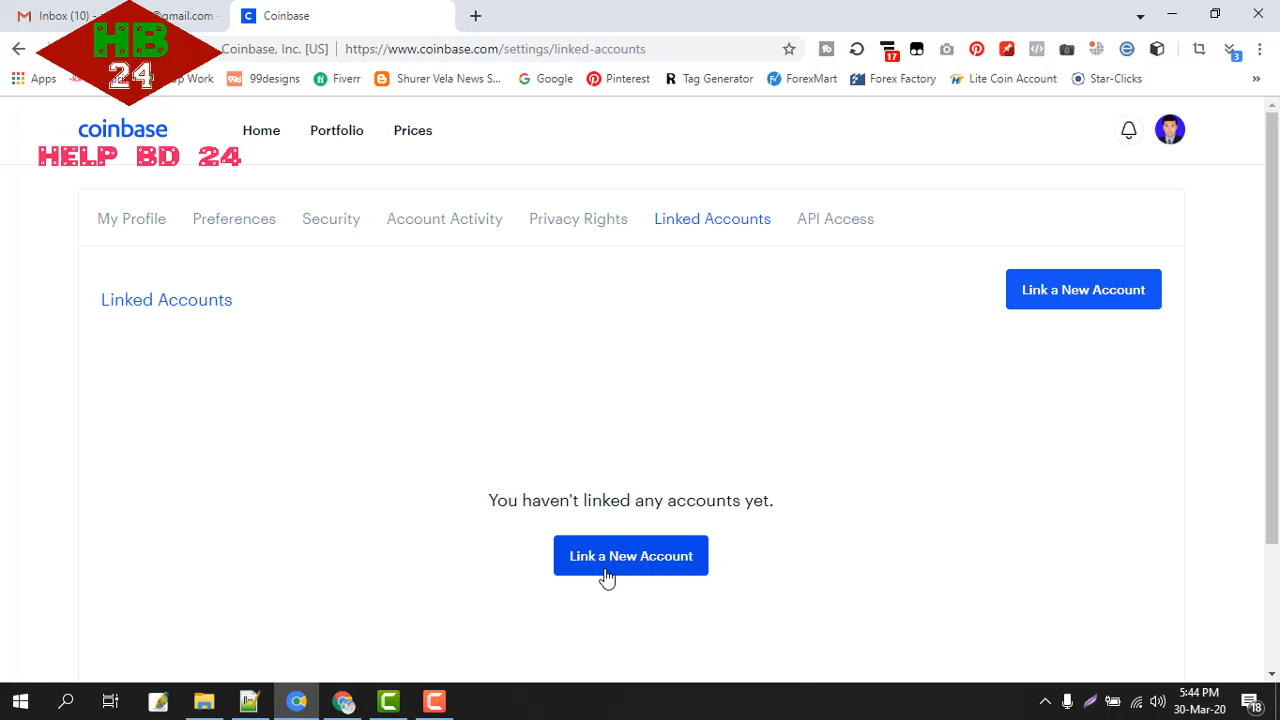 Inbox (10) - @gmail.com
Coinbase
Coinbase, Inc. [US]
https://www.coinbase.com/settings/linked-accounts
17
3
Apps
Work
99designs
Fiverr
Shurer Vela News S...
Google
Pinterest
Tag Generator
ForexMart
Forex Factory
Lite Coin Account
Star-Clicks
HB
24
HELP BD 24
coinbase
Home
Portfolio
Prices
My Profile
Preferences
Security
Account Activity
Privacy Rights
Linked Accounts
API Access
Linked Accounts
Link a New Account
You haven't linked any accounts yet.
Link a New Account
5:44 PM
30-Mar-20
18